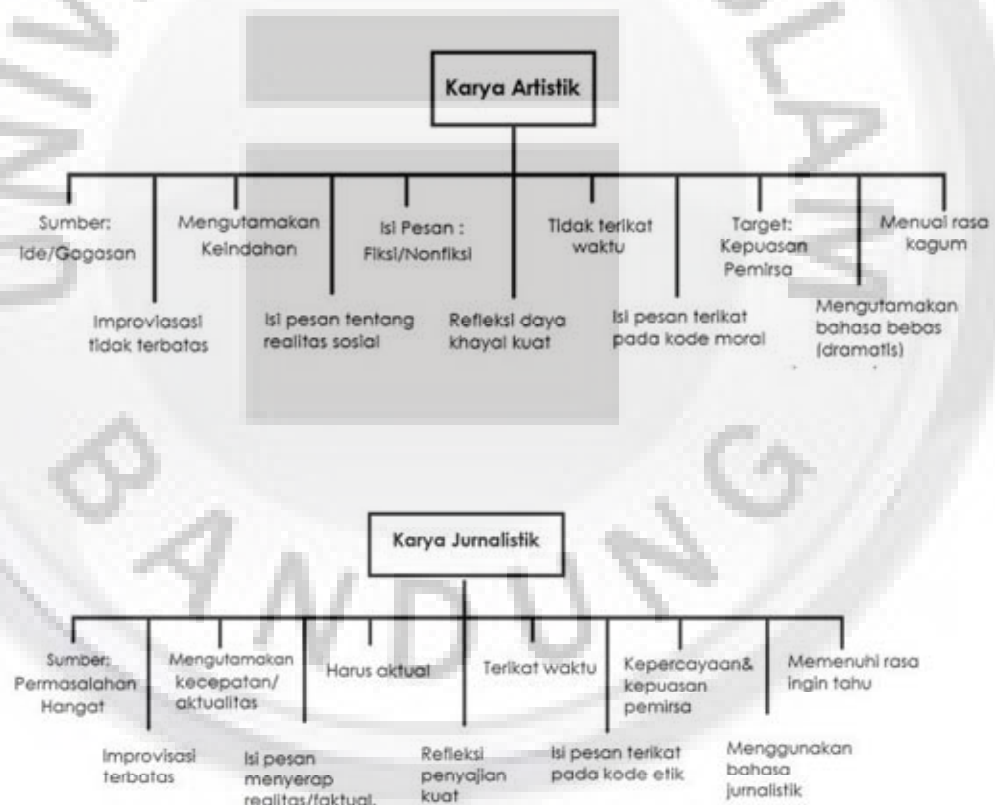 Karya Artistik
Sumber:
Ide/Gagasan
Improviasasi
tidak terbatas
Mengutamakan
Keindahan
Isi pesan tentang
realitas sosial
Isi Pesan :
Fiksi/Nonfiksi
Refleksi daya
khayal kuat
Tidak terikat
waktu
Isi pesan terikat
pada kode moral
Target:
Kepuasan
Pemirsa
Mengutamakan
bahasa bebas
(dramatis)
Menuai rasa
kagum
BANDUNG
Karya Jurnalistik
Sumber:
Permasalahan
Hangat
Improvisasi
terbatas
Mengutamakan
kecepatan/
aktualitas
Isi pesan
menyerap
realitas/faktual.
Harus aktual
Refleksi
penyajian
kuat
Terikat waktu
Isi pesan terikat
pada kode etik
Kepercayaan&
kepuasan
pemirsa
Menggunakan
bahasa
jurnalistik
Memenuhi rasa
ingin tahu